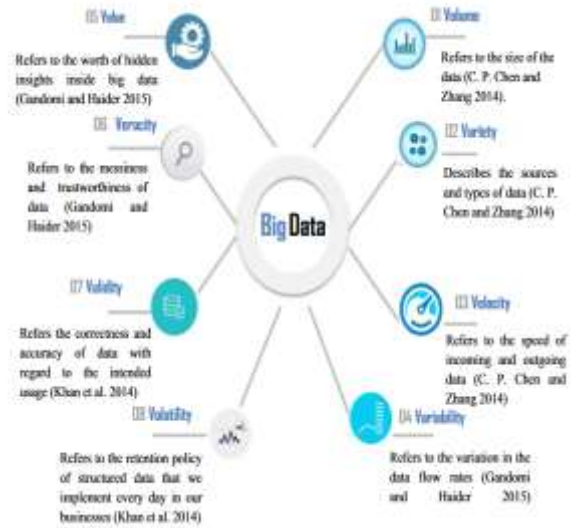 01 Volume
Refers to the size of the
data (C. P. Chen and
Zhang 2014).
02 Variety
Describes the sources
and types of data (C. P.
Chen and Zhang 2014)
03 Velocity
Refers to the speed of
incoming and outgoing
data (C. P. Chen and
Zhang 2014)
04 Variability
Refers to the variation in the
data flow rates (Gandomi
and Haider 2015)
05 Value
Refers to the worth of hidden
insights inside big data
(Gandomi and Haider 2015)
06 Veracity
Refers to the messiness
and trustworthiness of
data (Gandomi and
Haider 2015)
07 Validity
Refers the correctness and
accuracy of data with
regard to the intended
usage (Khan et al. 2014)
08 Volatility
Refers to the retention policy
of structured data that we
implement every day in our
businesses (Khan et al. 2014)
Big Data